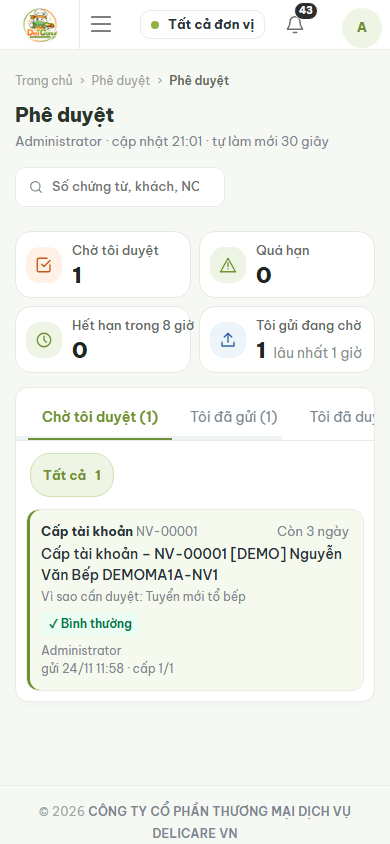 Tất cả đơn vị
43
A
Trang chủ › Phê duyệt › Phê duyệt
Phê duyệt
Administrator · cập nhật 21:01 · tự làm mới 30 giây
Số chứng từ, khách, NC
Chờ tôi duyệt
1
Quá hạn
0
Hết hạn trong 8 giờ
0
Tôi gửi đang chờ
1 lâu nhất 1 giờ
Chờ tôi duyệt (1)
Tôi đã gửi (1)
Tôi đã duy
Tất cả 1
Cấp tài khoản NV-00001
Còn 3 ngày
Cấp tài khoản – NV-00001 [DEMO] Nguyễn
Văn Bếp DEMOMA1A-NV1
Vì sao cần duyệt: Tuyển mới tổ bếp
✓ Bình thường
Administrator
gửi 24/11 11:58 · cấp 1/1
© 2026 CÔNG TY CỔ PHẦN THƯƠNG MẠI DỊCH VỤ
DELICARE VN